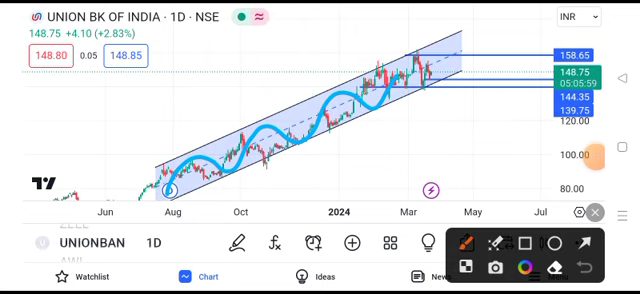 UNION BK OF INDIA · 1D · NSE
INR
148.75 +4.10 (+2.83%)
148.80 0.05 148.85
158.65
148.75
05:05:59
144.35
139.75
120.00
100.00
80.00
D
Jun Aug Oct 2024 Mar May Jul
UNIONBAN 1D
Watchlist Chart Ideas News Menu